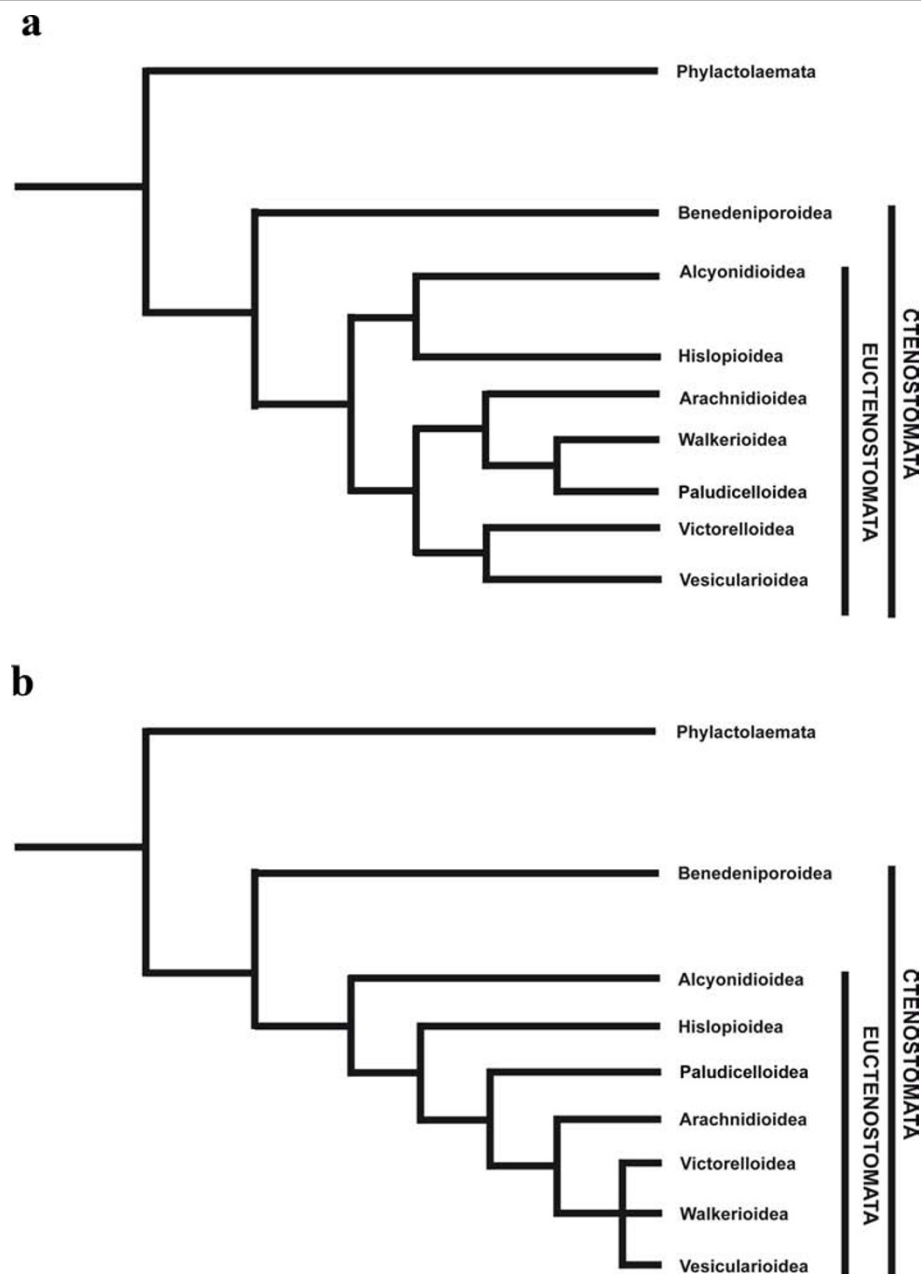 a
Phylactolaemata
Benedeniporoidea
Alcyonidioidea
Hislopioidea
Arachnidioidea
Walkerioidea
Paludicelloidea
Victorelloidea
Vesicularioidea
EUCTENOSTOMATA
CTENOSTOMATA
b
Phylactolaemata
Benedeniporoidea
Alcyonidioidea
Hislopioidea
Paludicelloidea
Arachnidioidea
Victorelloidea
Walkerioidea
Vesicularioidea
EUCTENOSTOMATA
CTENOSTOMATA